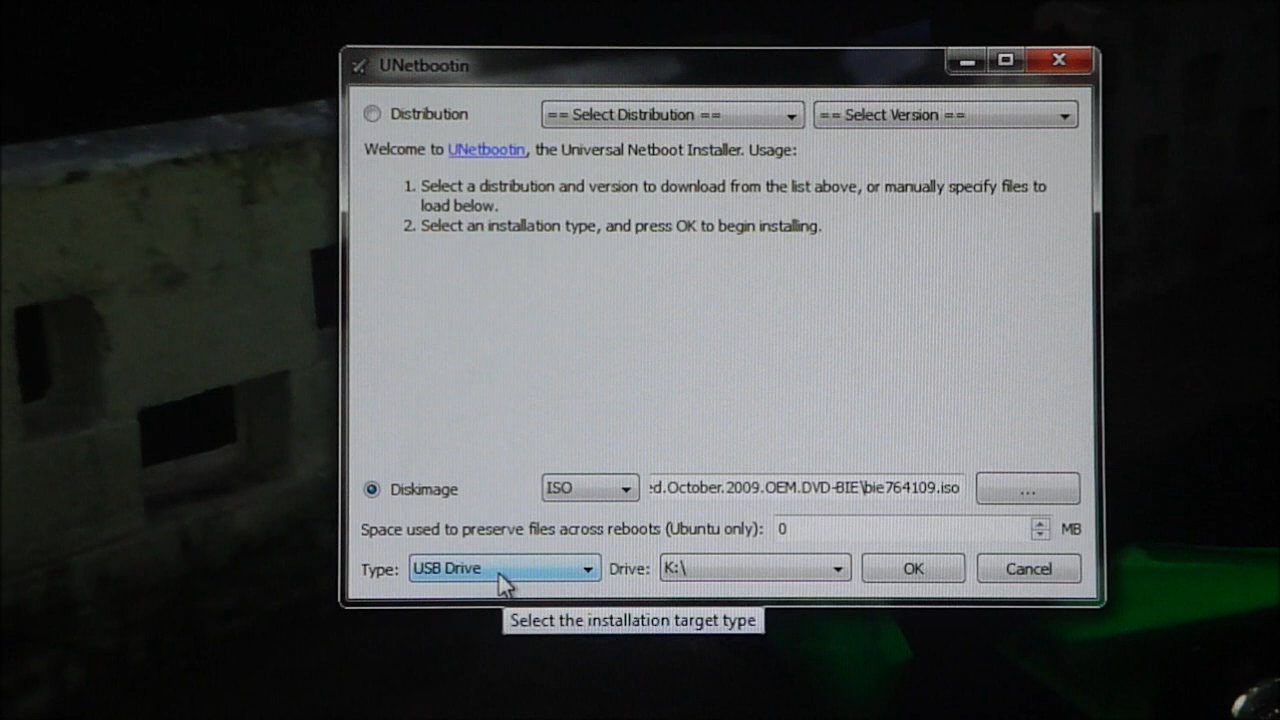 UNetbootin
Distribution
== Select Distribution ==
== Select Version ==
Welcome to UNetbootin, the Universal Netboot Installer. Usage:
1. Select a distribution and version to download from the list above, or manually specify files to
load below.
2. Select an installation type, and press OK to begin installing.
Diskimage
ISO
:d.October.2009.OEM.DVD-BIE\bie764109.iso
...
Space used to preserve files across reboots (Ubuntu only):
0
MB
Type:
USB Drive
Drive:
K:\
OK
Cancel
Select the installation target type